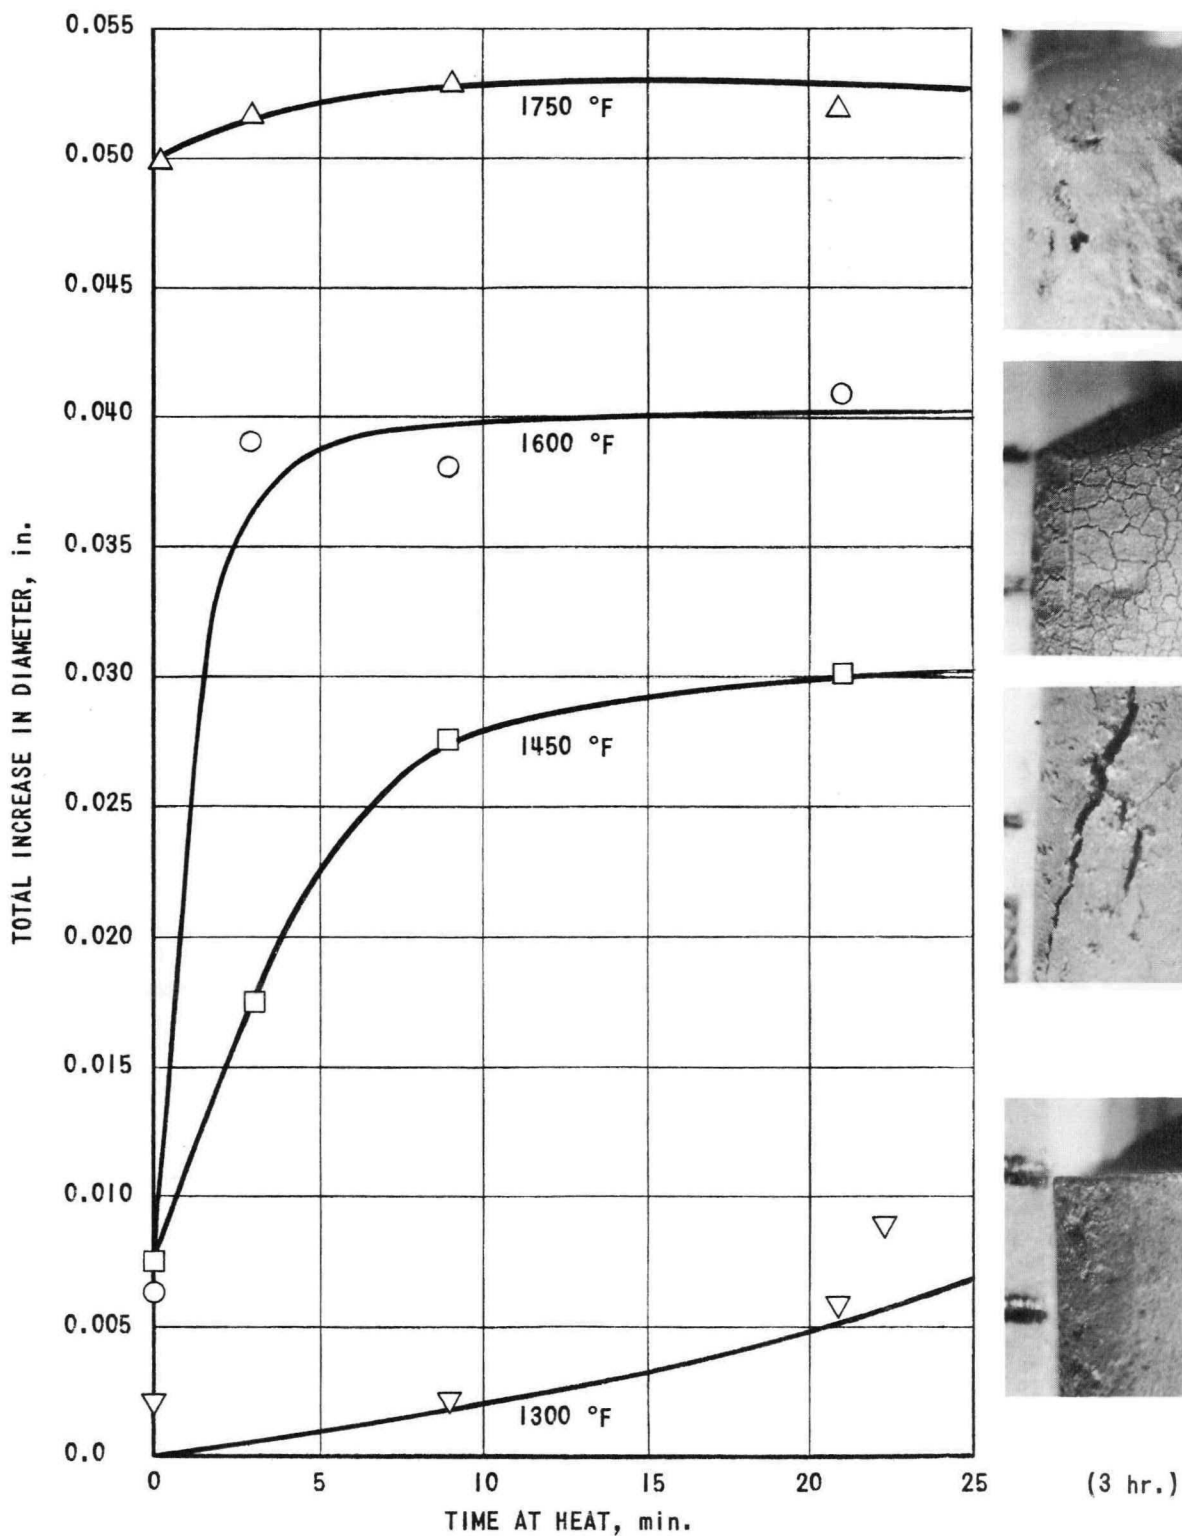 0.055
0.050
0.045
0.040
0.035
0.030
0.025
0.020
0.015
0.010
0.005
0.0
TOTAL INCREASE IN DIAMETER, in.
1750 °F
1600 °F
1450 °F
1300 °F
0 5 10 15 20 25 (3 hr.)
TIME AT HEAT, min.